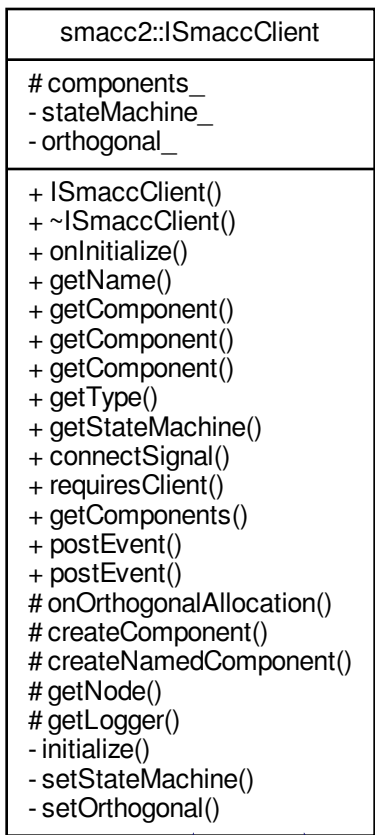 smacc2::ISmaccClient
# components_
- stateMachine_
- orthogonal_
+ ISmaccClient()
+ ~ISmaccClient()
+ onInitialize()
+ getName()
+ getComponent()
+ getComponent()
+ getComponent()
+ getType()
+ getStateMachine()
+ connectSignal()
+ requiresClient()
+ getComponents()
+ postEvent()
+ postEvent()
# onOrthogonalAllocation()
# createComponent()
# createNamedComponent()
# getNode()
# getLogger()
- initialize()
- setStateMachine()
- setOrthogonal()